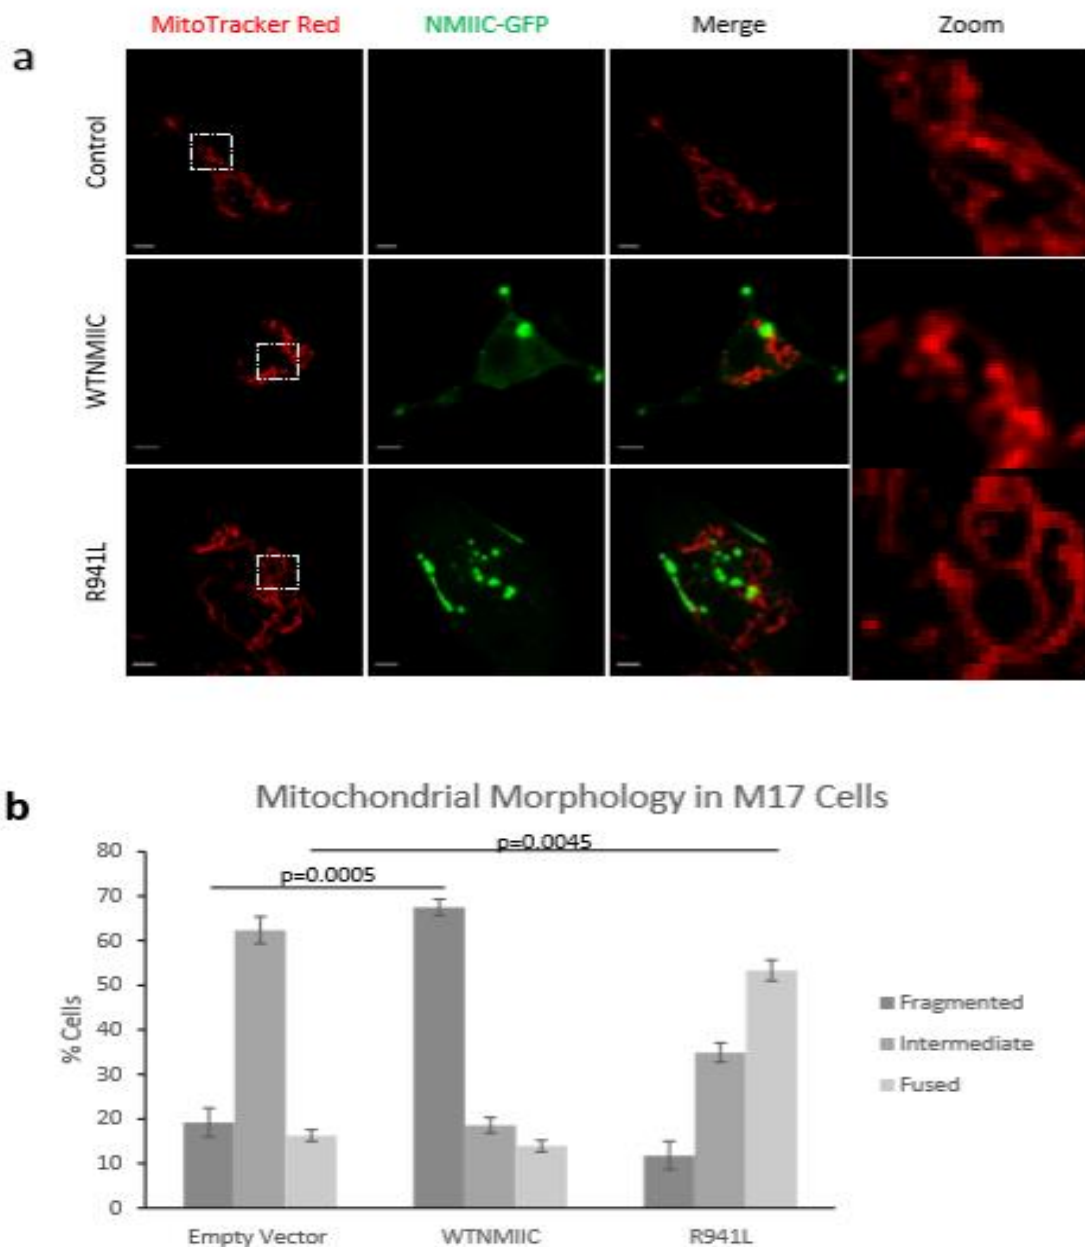 a
MitoTracker Red NMIIC-GFP Merge Zoom
Control
WTNMIIC
R941L
b
Mitochondrial Morphology in M17 Cells
p=0.0045
p=0.0005
80
70
60
50
40
30
20
10
0
% Cells
Fragmented
Intermediate
Fused
Empty Vector WTNMIIC R941L